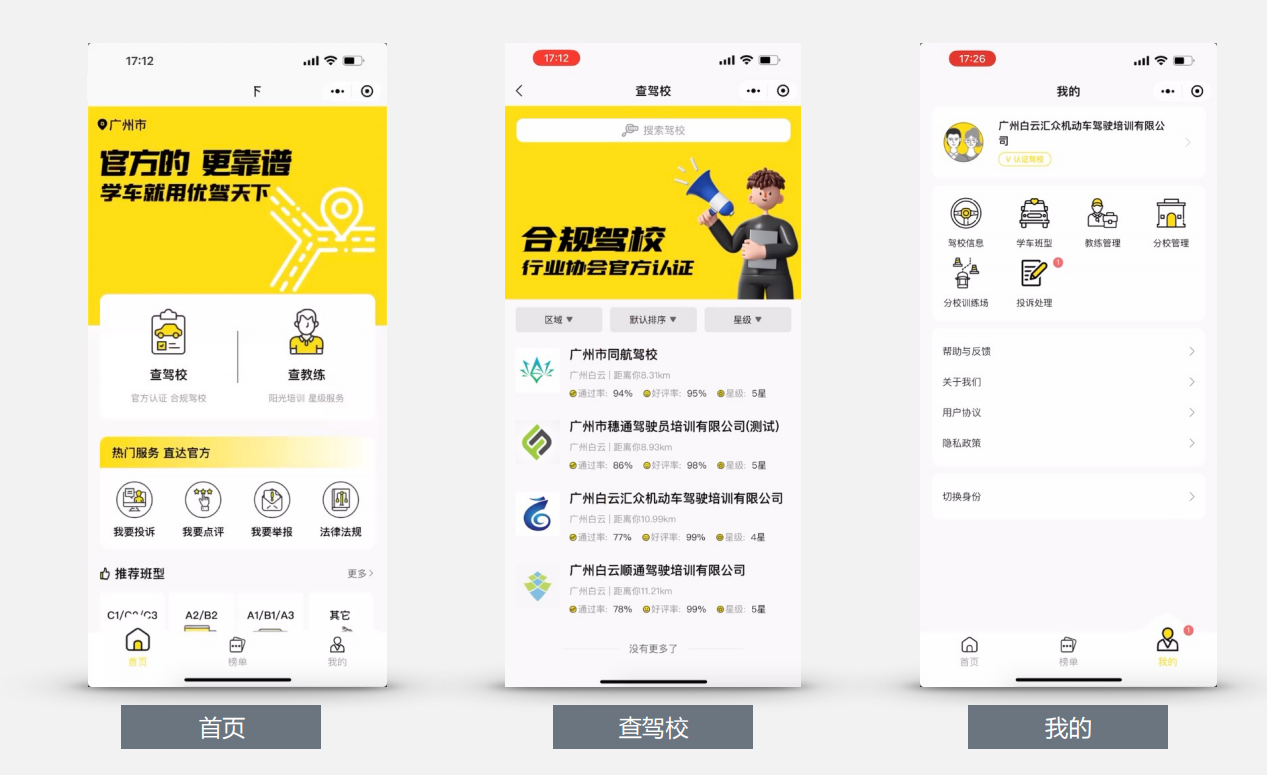 17:12
下
广州市
官方的 更靠谱
学车就用优驾天下
查驾校
官方认证 合规驾校
查教练
阳光培训 星级服务
热门服务 直达官方
我要投诉
我要点评
我要举报
法律法规
推荐班型
更多
C1/C2/C3
A2/B2
A1/B1/A3
其它
首页
榜单
我的
首页
17:12
查驾校
搜索驾校
合规驾校
行业协会官方认证
区域
默认排序
星级
广州市同航驾校
广州白云 | 距离你8.31km
通过率: 94% 好评率: 95% 星级: 5星
广州市穗通驾驶员培训有限公司(测试)
广州白云 | 距离你8.93km
通过率: 86% 好评率: 98% 星级: 5星
广州白云汇众机动车驾驶培训有限公司
广州白云 | 距离你10.99km
通过率: 77% 好评率: 99% 星级: 4星
广州白云顺通驾驶培训有限公司
广州白云 | 距离你11.21km
通过率: 78% 好评率: 99% 星级: 5星
没有更多了
查驾校
17:26
我的
广州白云汇众机动车驾驶培训有限公
司
V 认证驾校
驾校信息
学车班型
教练管理
分校管理
分校训练场
投诉处理
1
帮助与反馈
关于我们
用户协议
隐私政策
切换身份
首页
榜单
我的
1
我的